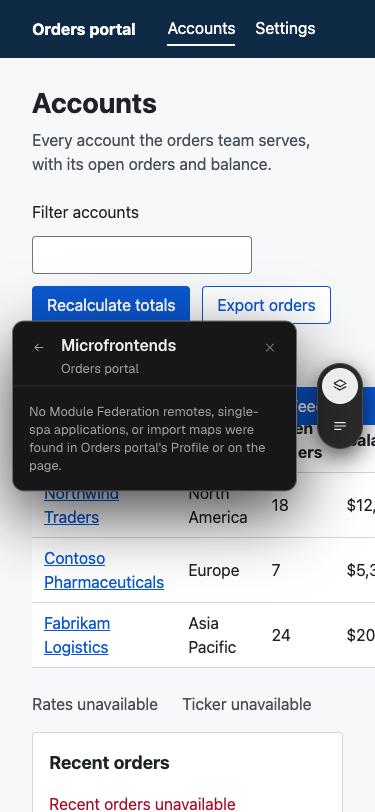 Orders portal Accounts Settings
Accounts
Every account the orders team serves,
with its open orders and balance.
Filter accounts
Recalculate totals Export orders
Microfrontends
Orders portal
No Module Federation remotes, single-
spa applications, or import maps were
found in Orders portal's Profile or on the
page.
Northwind
Traders
North
America
18
$12,
Contoso
Pharmaceuticals
Europe
7
$5,3
Fabrikam
Logistics
Asia
Pacific
24
$20
Rates unavailable Ticker unavailable
Recent orders
Recent orders unavailable